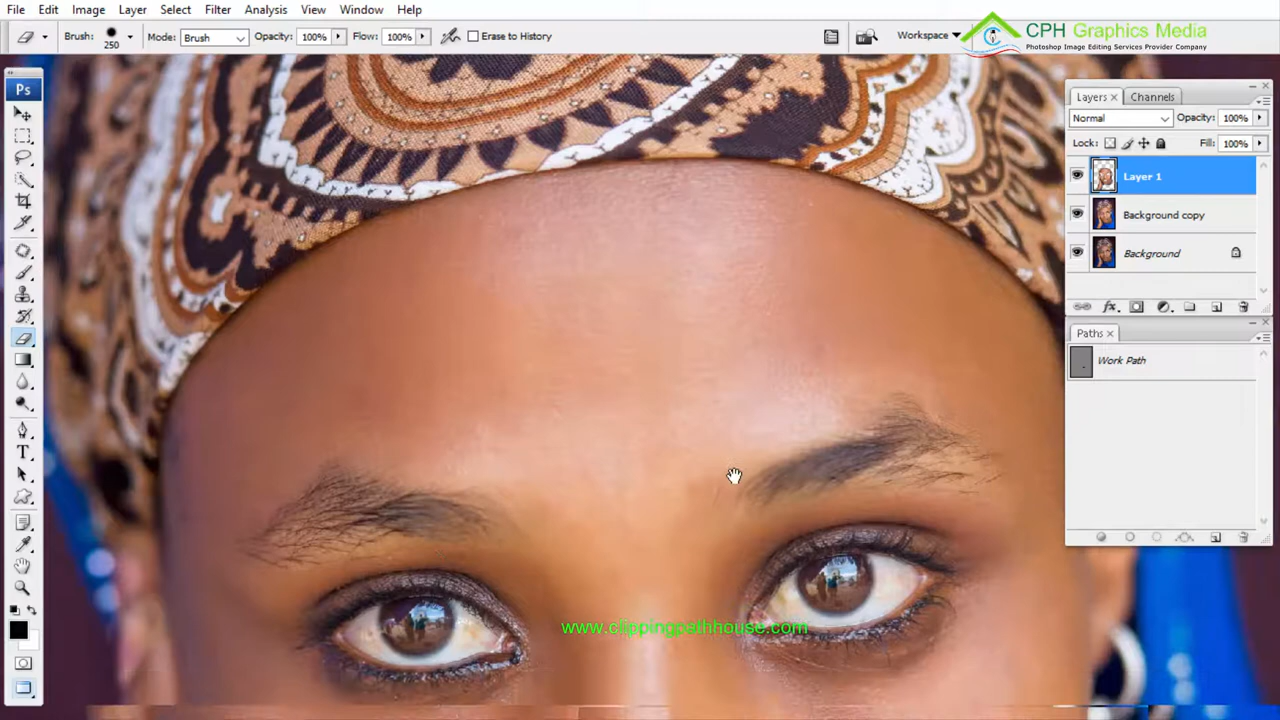 File Edit Image Layer Select Filter Analysis View Window Help
CPH Graphics Media
Photoshop Image Editing Services Provider Company
Brush: 250 Mode: Brush Opacity: 100% Flow: 100% Erase to History Workspace
Ps
Layers Channels
Normal Opacity: 100%
Lock: Fill: 100%
Layer 1
Background copy
Background
Paths
Work Path
T
www.clippingpathhouse.com